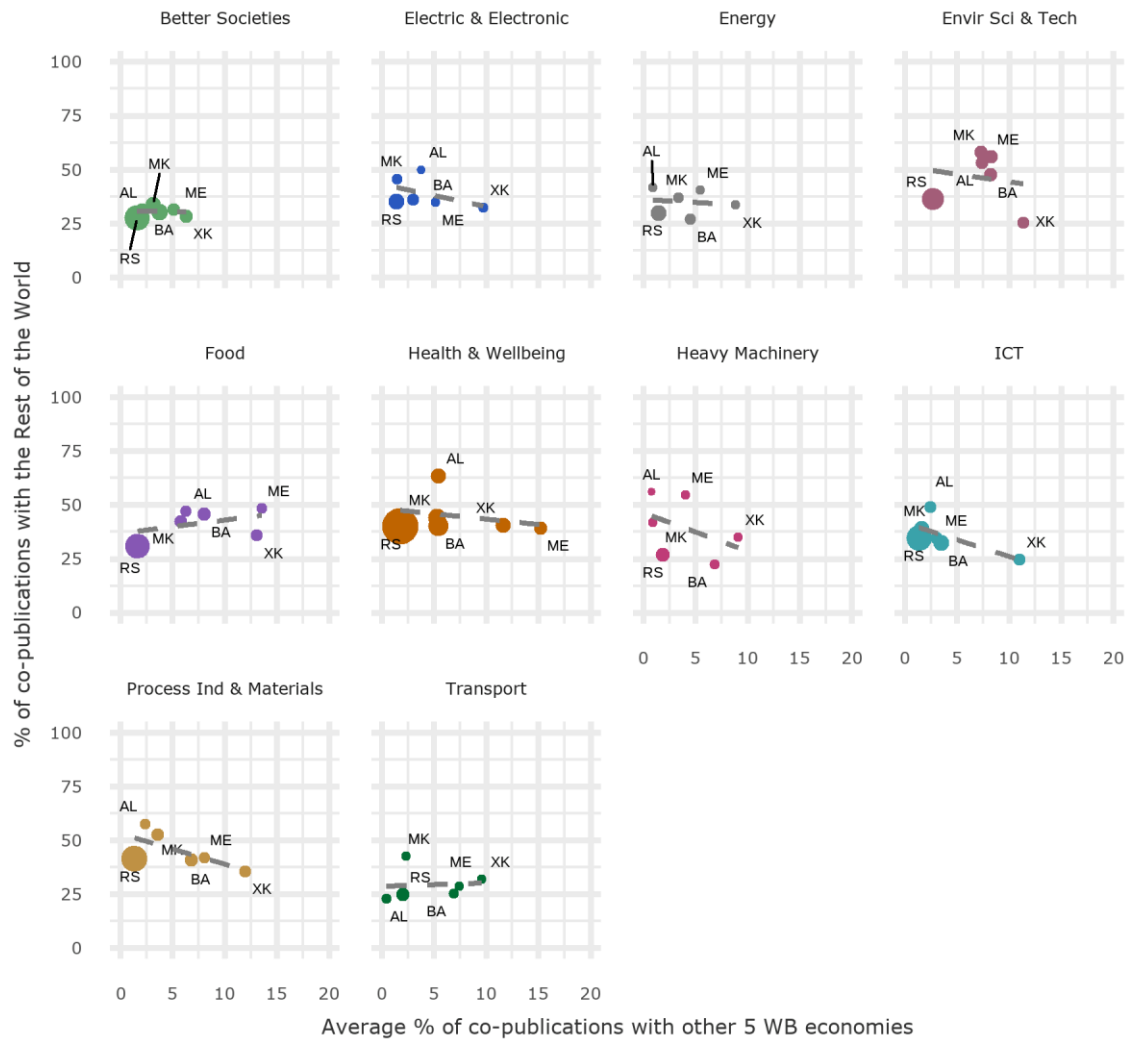 Better Societies
Electric & Electronic
Energy
Envir Sci & Tech
100
75
50
25
0
MK
AL
ME
BA
XK
RS
MK
AL
BA
XK
RS
ME
AL
MK
ME
RS
BA
XK
MK
ME
RS
AL
BA
XK
Food
Health & Wellbeing
Heavy Machinery
ICT
100
75
50
25
0
AL
ME
MK
BA
RS
XK
AL
MK
XK
RS
BA
ME
AL
ME
XK
MK
RS
BA
AL
MK
ME
XK
RS
BA
0 5 10 15 20
0 5 10 15 20
Process Ind & Materials
Transport
100
75
50
25
0
AL
MK
ME
RS
BA
XK
MK
ME
XK
RS
AL
BA
0 5 10 15 20
0 5 10 15 20
% of co-publications with the Rest of the World
Average % of co-publications with other 5 WB economies